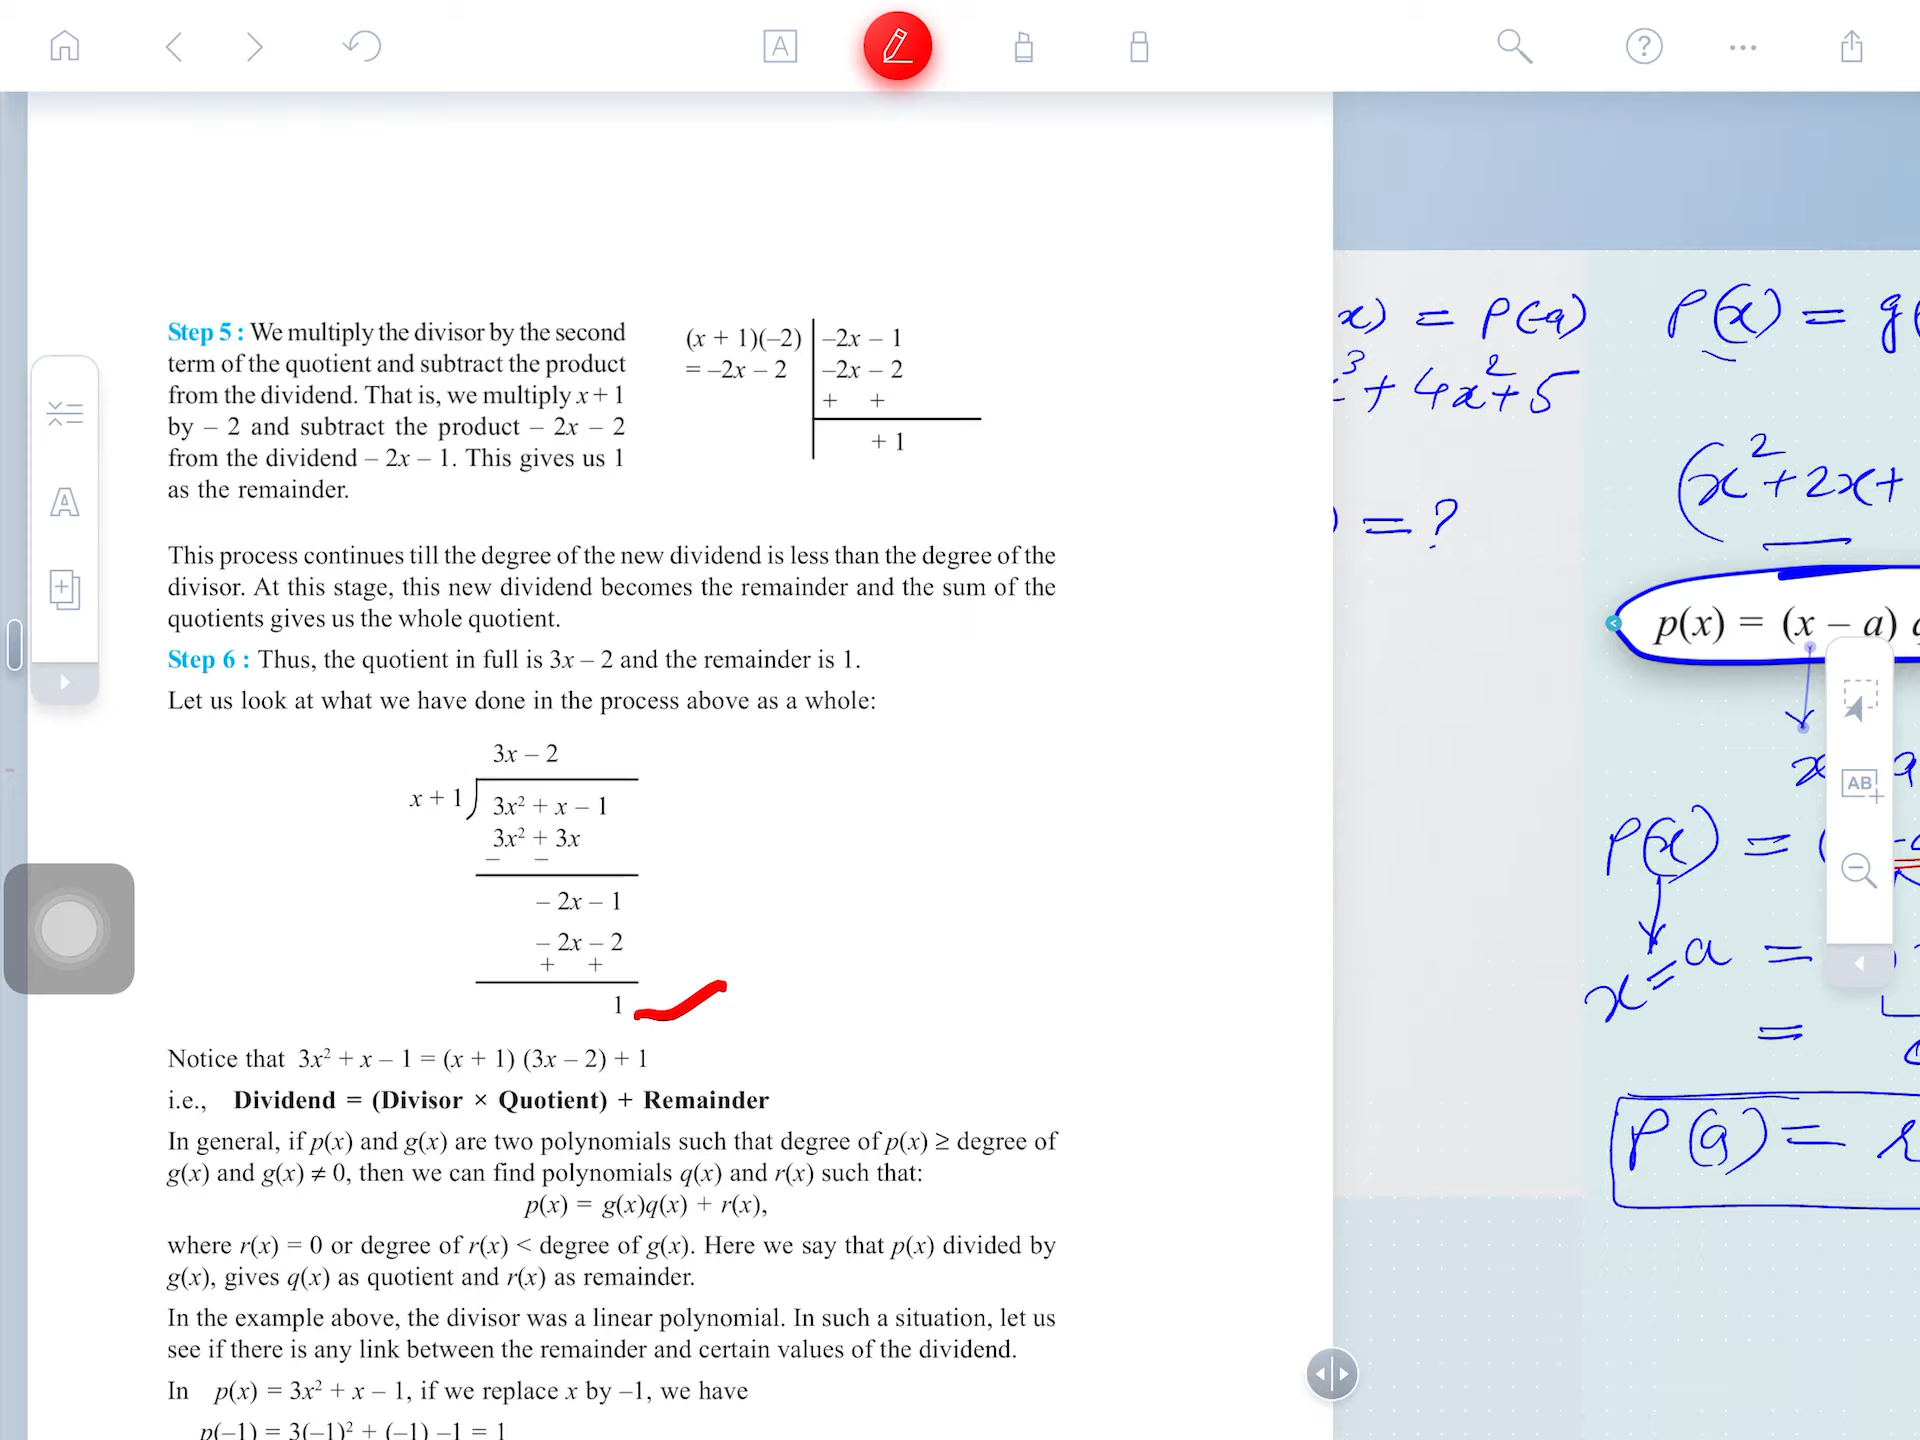 A
Step 5 : We multiply the divisor by the second
term of the quotient and subtract the product
from the dividend. That is, we multiply x + 1
by – 2 and subtract the product – 2x – 2
from the dividend – 2x – 1. This gives us 1
as the remainder.
(x + 1)(–2) –2x – 1
= –2x – 2 –2x – 2
+ +
+ 1
This process continues till the degree of the new dividend is less than the degree of the
divisor. At this stage, this new dividend becomes the remainder and the sum of the
quotients gives us the whole quotient.
Step 6 : Thus, the quotient in full is 3x – 2 and the remainder is 1.
Let us look at what we have done in the process above as a whole:
3x – 2
x + 1 3x² + x – 1
3x² + 3x
– –
– 2x – 1
– 2x – 2
+ +
1
Notice that 3x² + x – 1 = (x + 1) (3x – 2) + 1
i.e., Dividend = (Divisor × Quotient) + Remainder
In general, if p(x) and g(x) are two polynomials such that degree of p(x) ≥ degree of
g(x) and g(x) ≠ 0, then we can find polynomials q(x) and r(x) such that:
p(x) = g(x)q(x) + r(x),
where r(x) = 0 or degree of r(x) < degree of g(x). Here we say that p(x) divided by
g(x), gives q(x) as quotient and r(x) as remainder.
In the example above, the divisor was a linear polynomial. In such a situation, let us
see if there is any link between the remainder and certain values of the dividend.
In p(x) = 3x² + x – 1, if we replace x by –1, we have
p(–1) = 3(–1)² + (–1) –1 = 1
x) = P(-a)
³ + 4x² + 5
) = ?
P(x) = g(
(x² + 2x +
p(x) = (x – a)
P(x) = (
x = a =
=
P(a) = r
A
AB